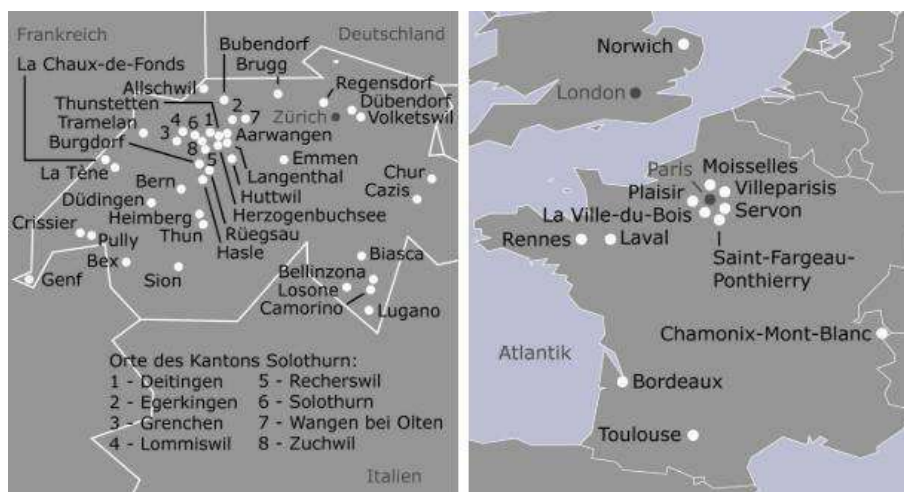 Frankreich
Deutschland
Bubendorf
La Chaux-de-Fonds
Brugg
Allschwil
Regensdorf
Thunstetten
Dübendorf
Zürich
Volketswil
Tramelan
4 6 1 2 7
3
8
5
Aarwangen
Burgdorf
Emmen
La Tène
Langenthal
Chur
Bern
Huttwil
Cazis
Düdingen
Herzogenbuchsee
Heimberg
Crissier
Thun
Rüegsau
Pully
Hasle
Biasca
Bex
Bellinzona
Genf
Sion
Losone
Camorino
Lugano
Orte des Kantons Solothurn:
1 - Deitingen
2 - Egerkingen
3 - Grenchen
4 - Lommiswil
5 - Recherswil
6 - Solothurn
7 - Wangen bei Olten
8 - Zuchwil
Italien
Norwich
London
Paris
Moisselles
Plaisir
Villeparisis
La Ville-du-Bois
Servon
Rennes
Laval
Saint-Fargeau-
Ponthierry
Chamonix-Mont-Blanc
Atlantik
Bordeaux
Toulouse